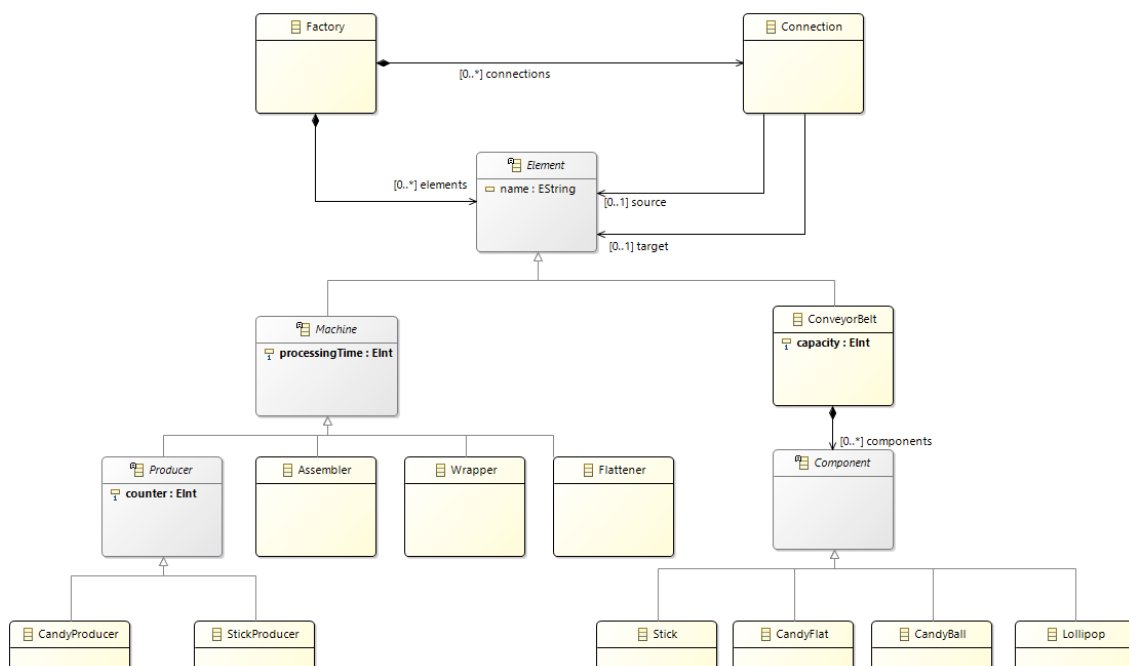 Factory
Connection
[0..*] connections
Element
[0..*] elements
name : EString
[0..1] source
[0..1] target
Machine
processingTime : EInt
ConveyorBelt
capacity : EInt
[0..*] components
Producer
counter : EInt
Assembler
Wrapper
Flattener
Component
CandyProducer
StickProducer
Stick
CandyFlat
CandyBall
Lollipop